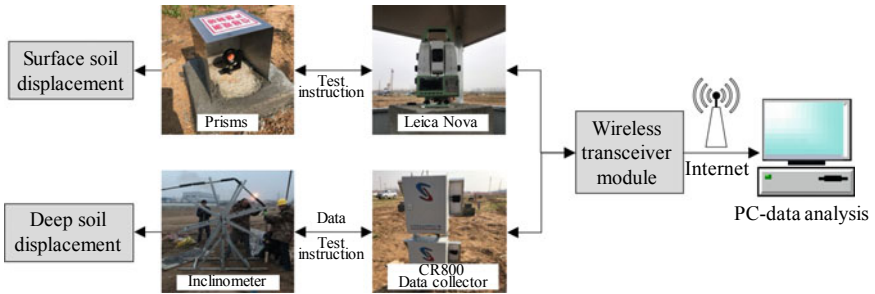 Surface soil
displacement
Prisms
Test
instruction
Leica Nova
Wireless
transceiver
module
Internet
PC-data analysis
Deep soil
displacement
Inclinometer
Data
Test
instruction
CR800
Data collector